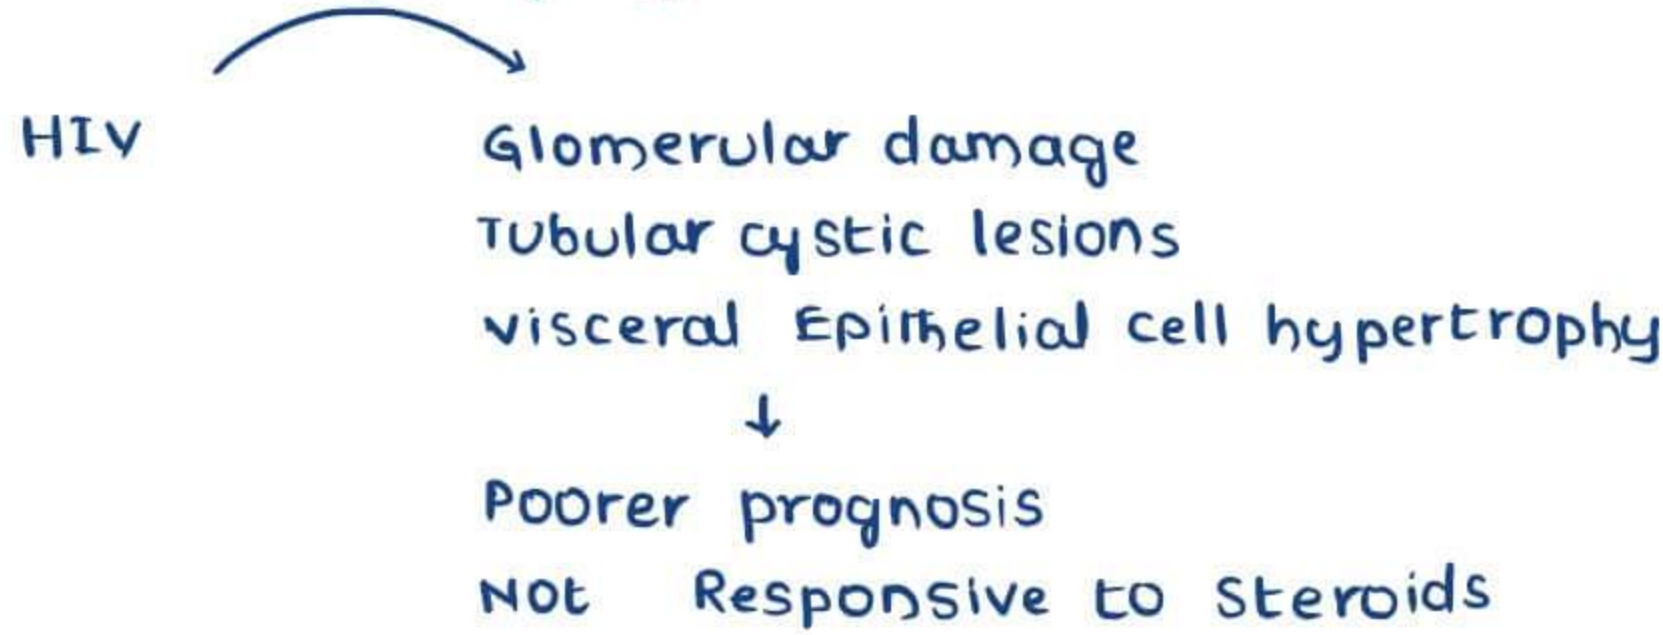 HIV
Glomerular damage
Tubular cystic lesions
visceral Epithelial cell hypertrophy
Poorer prognosis
Not Responsive to Steroids